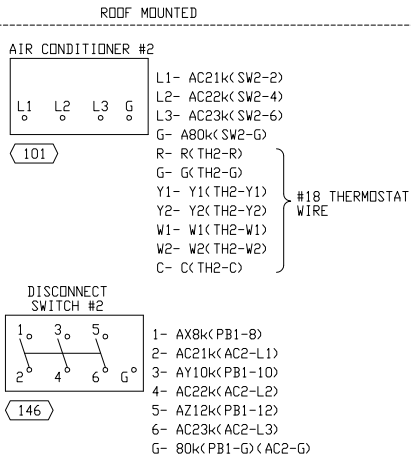 ROOF MOUNTED
AIR CONDITIONER #2
L1 L2 L3 G
101
L1- AC21k(SW2-2)
L2- AC22k(SW2-4)
L3- AC23k(SW2-6)
G- A80k(SW2-G)
R- R(TH2-R)
G- G(TH2-G)
Y1- Y1(TH2-Y1)
Y2- Y2(TH2-Y2)
W1- W1(TH2-W1)
W2- W2(TH2-W2)
C- C(TH2-C)
#18 THERMOSTAT
WIRE
DISCONNECT
SWITCH #2
1 3 5
2 4 6 G
146
1- AX8k(PB1-8)
2- AC21k(AC2-L1)
3- AY10k(PB1-10)
4- AC22k(AC2-L2)
5- AZ12k(PB1-12)
6- AC23k(AC2-L3)
G- 80k(PB1-G)(AC2-G)